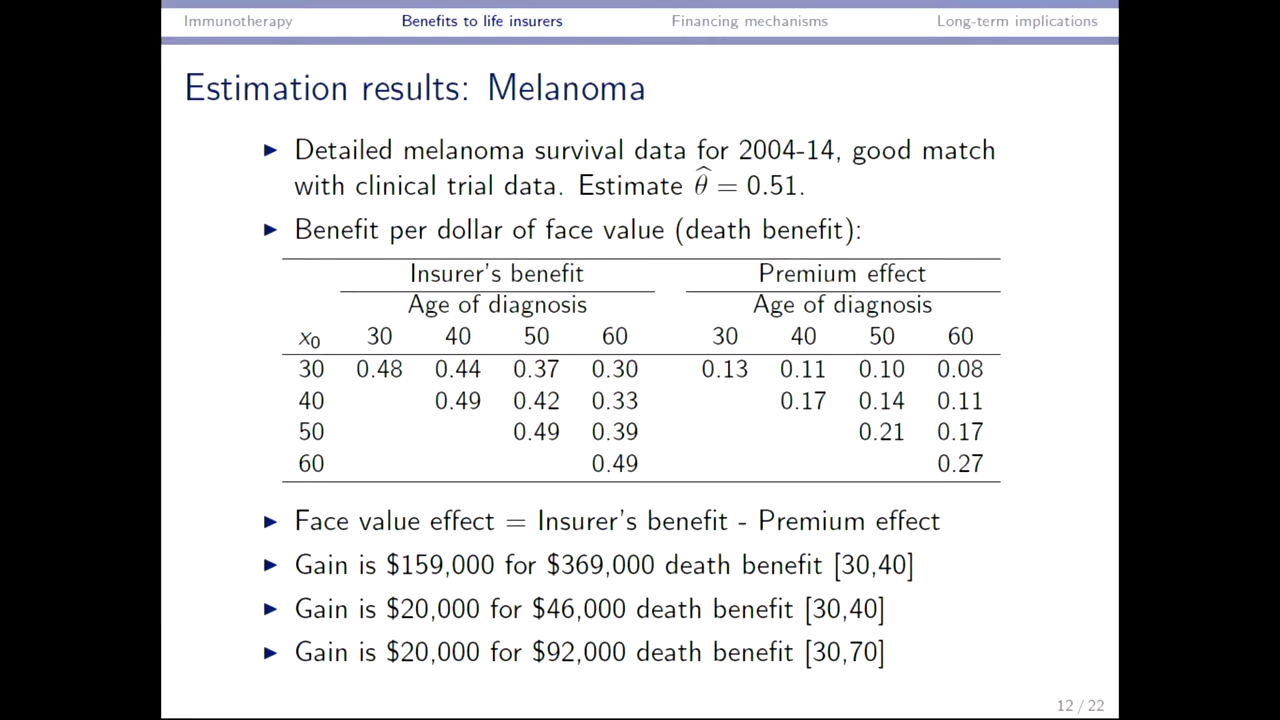 Immunotherapy Benefits to life insurers Financing mechanisms Long-term implications
Estimation results: Melanoma
▶ Detailed melanoma survival data for 2004-14, good match
with clinical trial data. Estimate θ̂ = 0.51.
▶ Benefit per dollar of face value (death benefit):
Insurer's benefit Premium effect
Age of diagnosis Age of diagnosis
x₀ 30 40 50 60 30 40 50 60
30 0.48 0.44 0.37 0.30 0.13 0.11 0.10 0.08
40 0.49 0.42 0.33 0.17 0.14 0.11
50 0.49 0.39 0.21 0.17
60 0.49 0.27
▶ Face value effect = Insurer's benefit - Premium effect
▶ Gain is $159,000 for $369,000 death benefit [30,40]
▶ Gain is $20,000 for $46,000 death benefit [30,40]
▶ Gain is $20,000 for $92,000 death benefit [30,70]
12 / 22